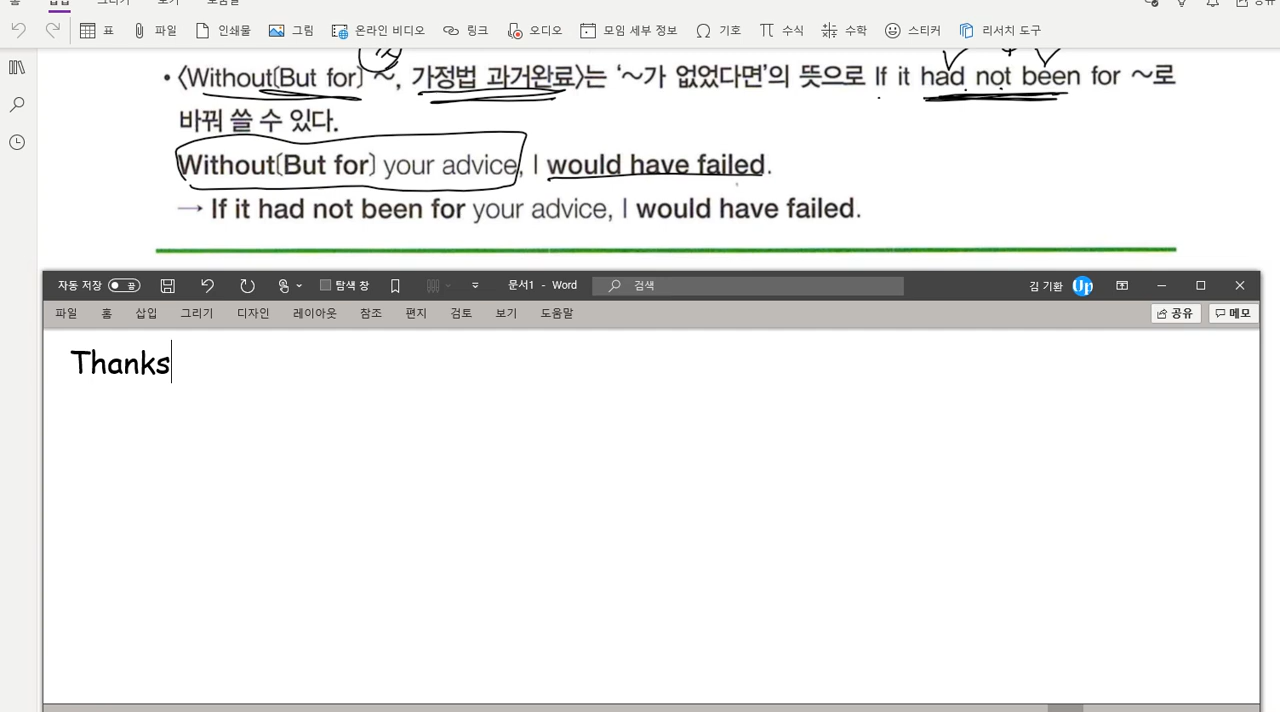 표 파일 인쇄물 그림 온라인 비디오 링크 오디오 모임 세부 정보 기호 수식 수학 스티커 리서치 도구
• 〈Without〔But for〕 ~, 가정법 과거완료〉는 ‘~가 없었다면’의 뜻으로 If it had not been for ~로
바꿔 쓸 수 있다.
Without〔But for〕 your advice, I would have failed.
→ If it had not been for your advice, I would have failed.
자동 저장 끔 탐색 창 문서1 - Word 검색 김 기환 Up
파일 홈 삽입 그리기 디자인 레이아웃 참조 편지 검토 보기 도움말 공유 메모
Thanks